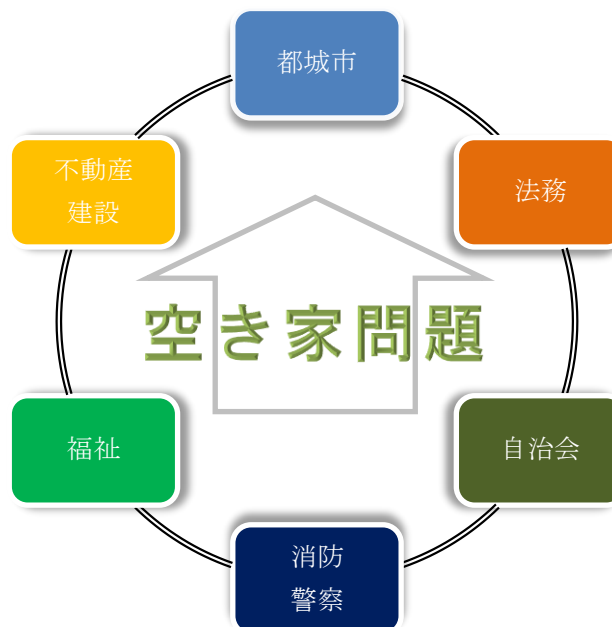 都城市
不動産
建設
法務
空き家問題
福祉
自治会
消防
警察